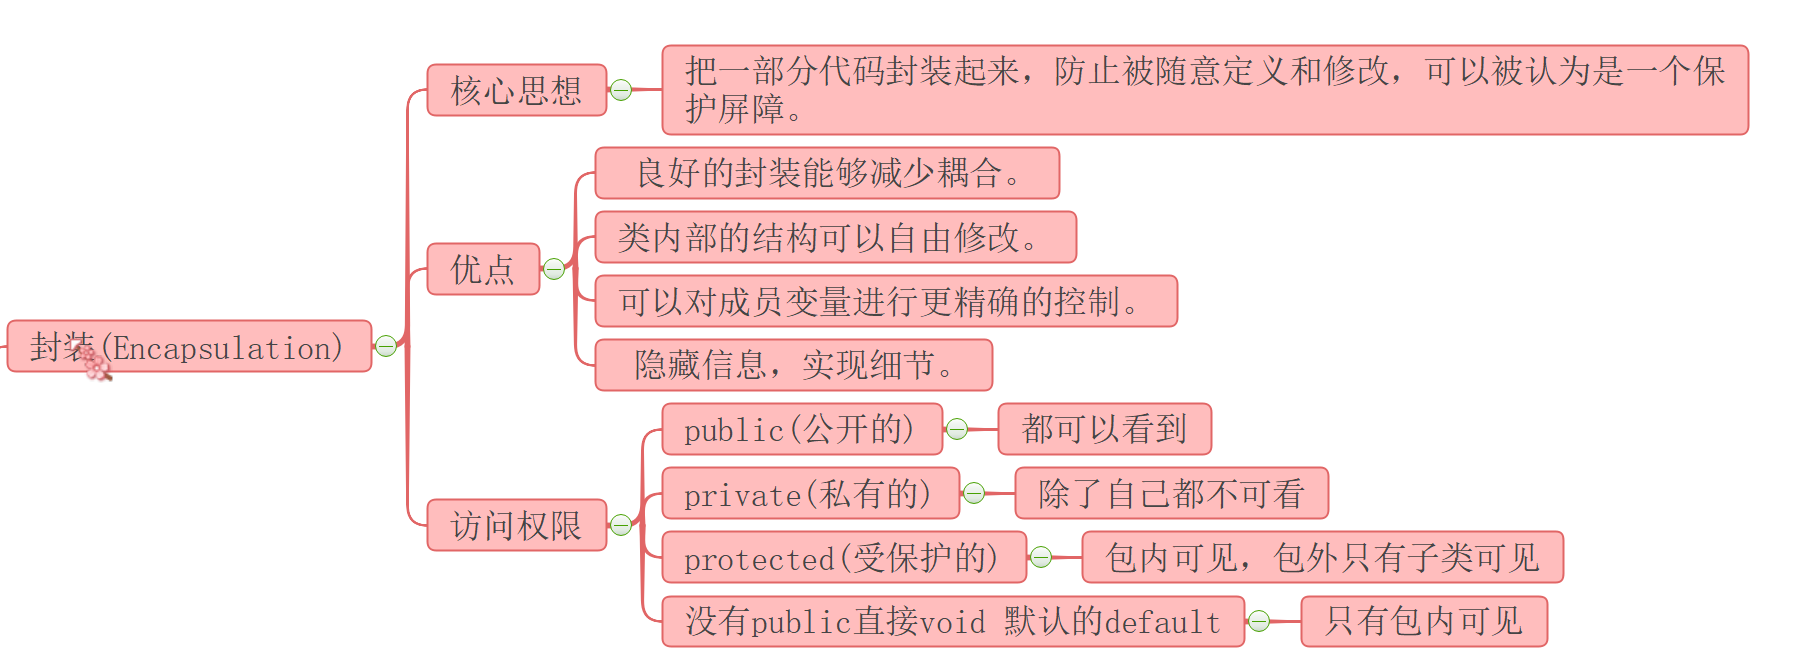 封装(Encapsulation)
核心思想
把一部分代码封装起来，防止被随意定义和修改，可以被认为是一个保
护屏障。
优点
良好的封装能够减少耦合。
类内部的结构可以自由修改。
可以对成员变量进行更精确的控制。
隐藏信息，实现细节。
访问权限
public(公开的)
都可以看到
private(私有的)
除了自己都不可看
protected(受保护的)
包内可见，包外只有子类可见
没有public直接void 默认的default
只有包内可见